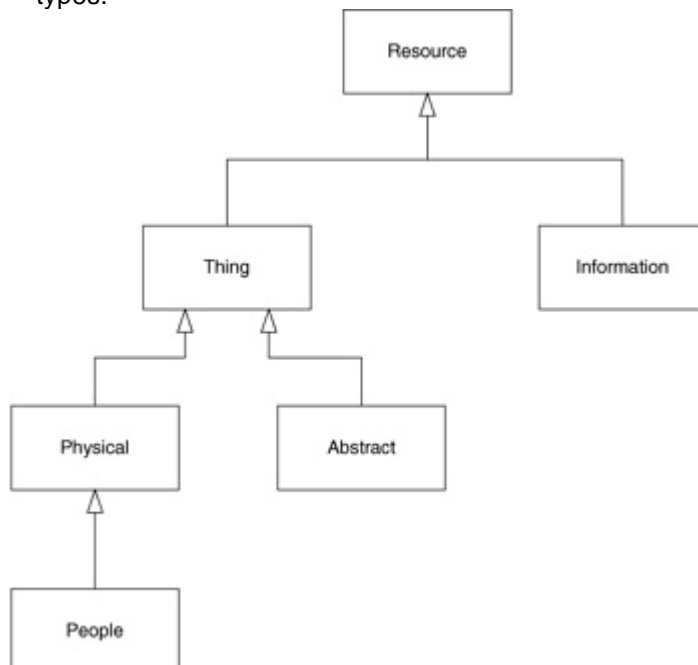 types.
Resource
Thing
Information
Physical
Abstract
People